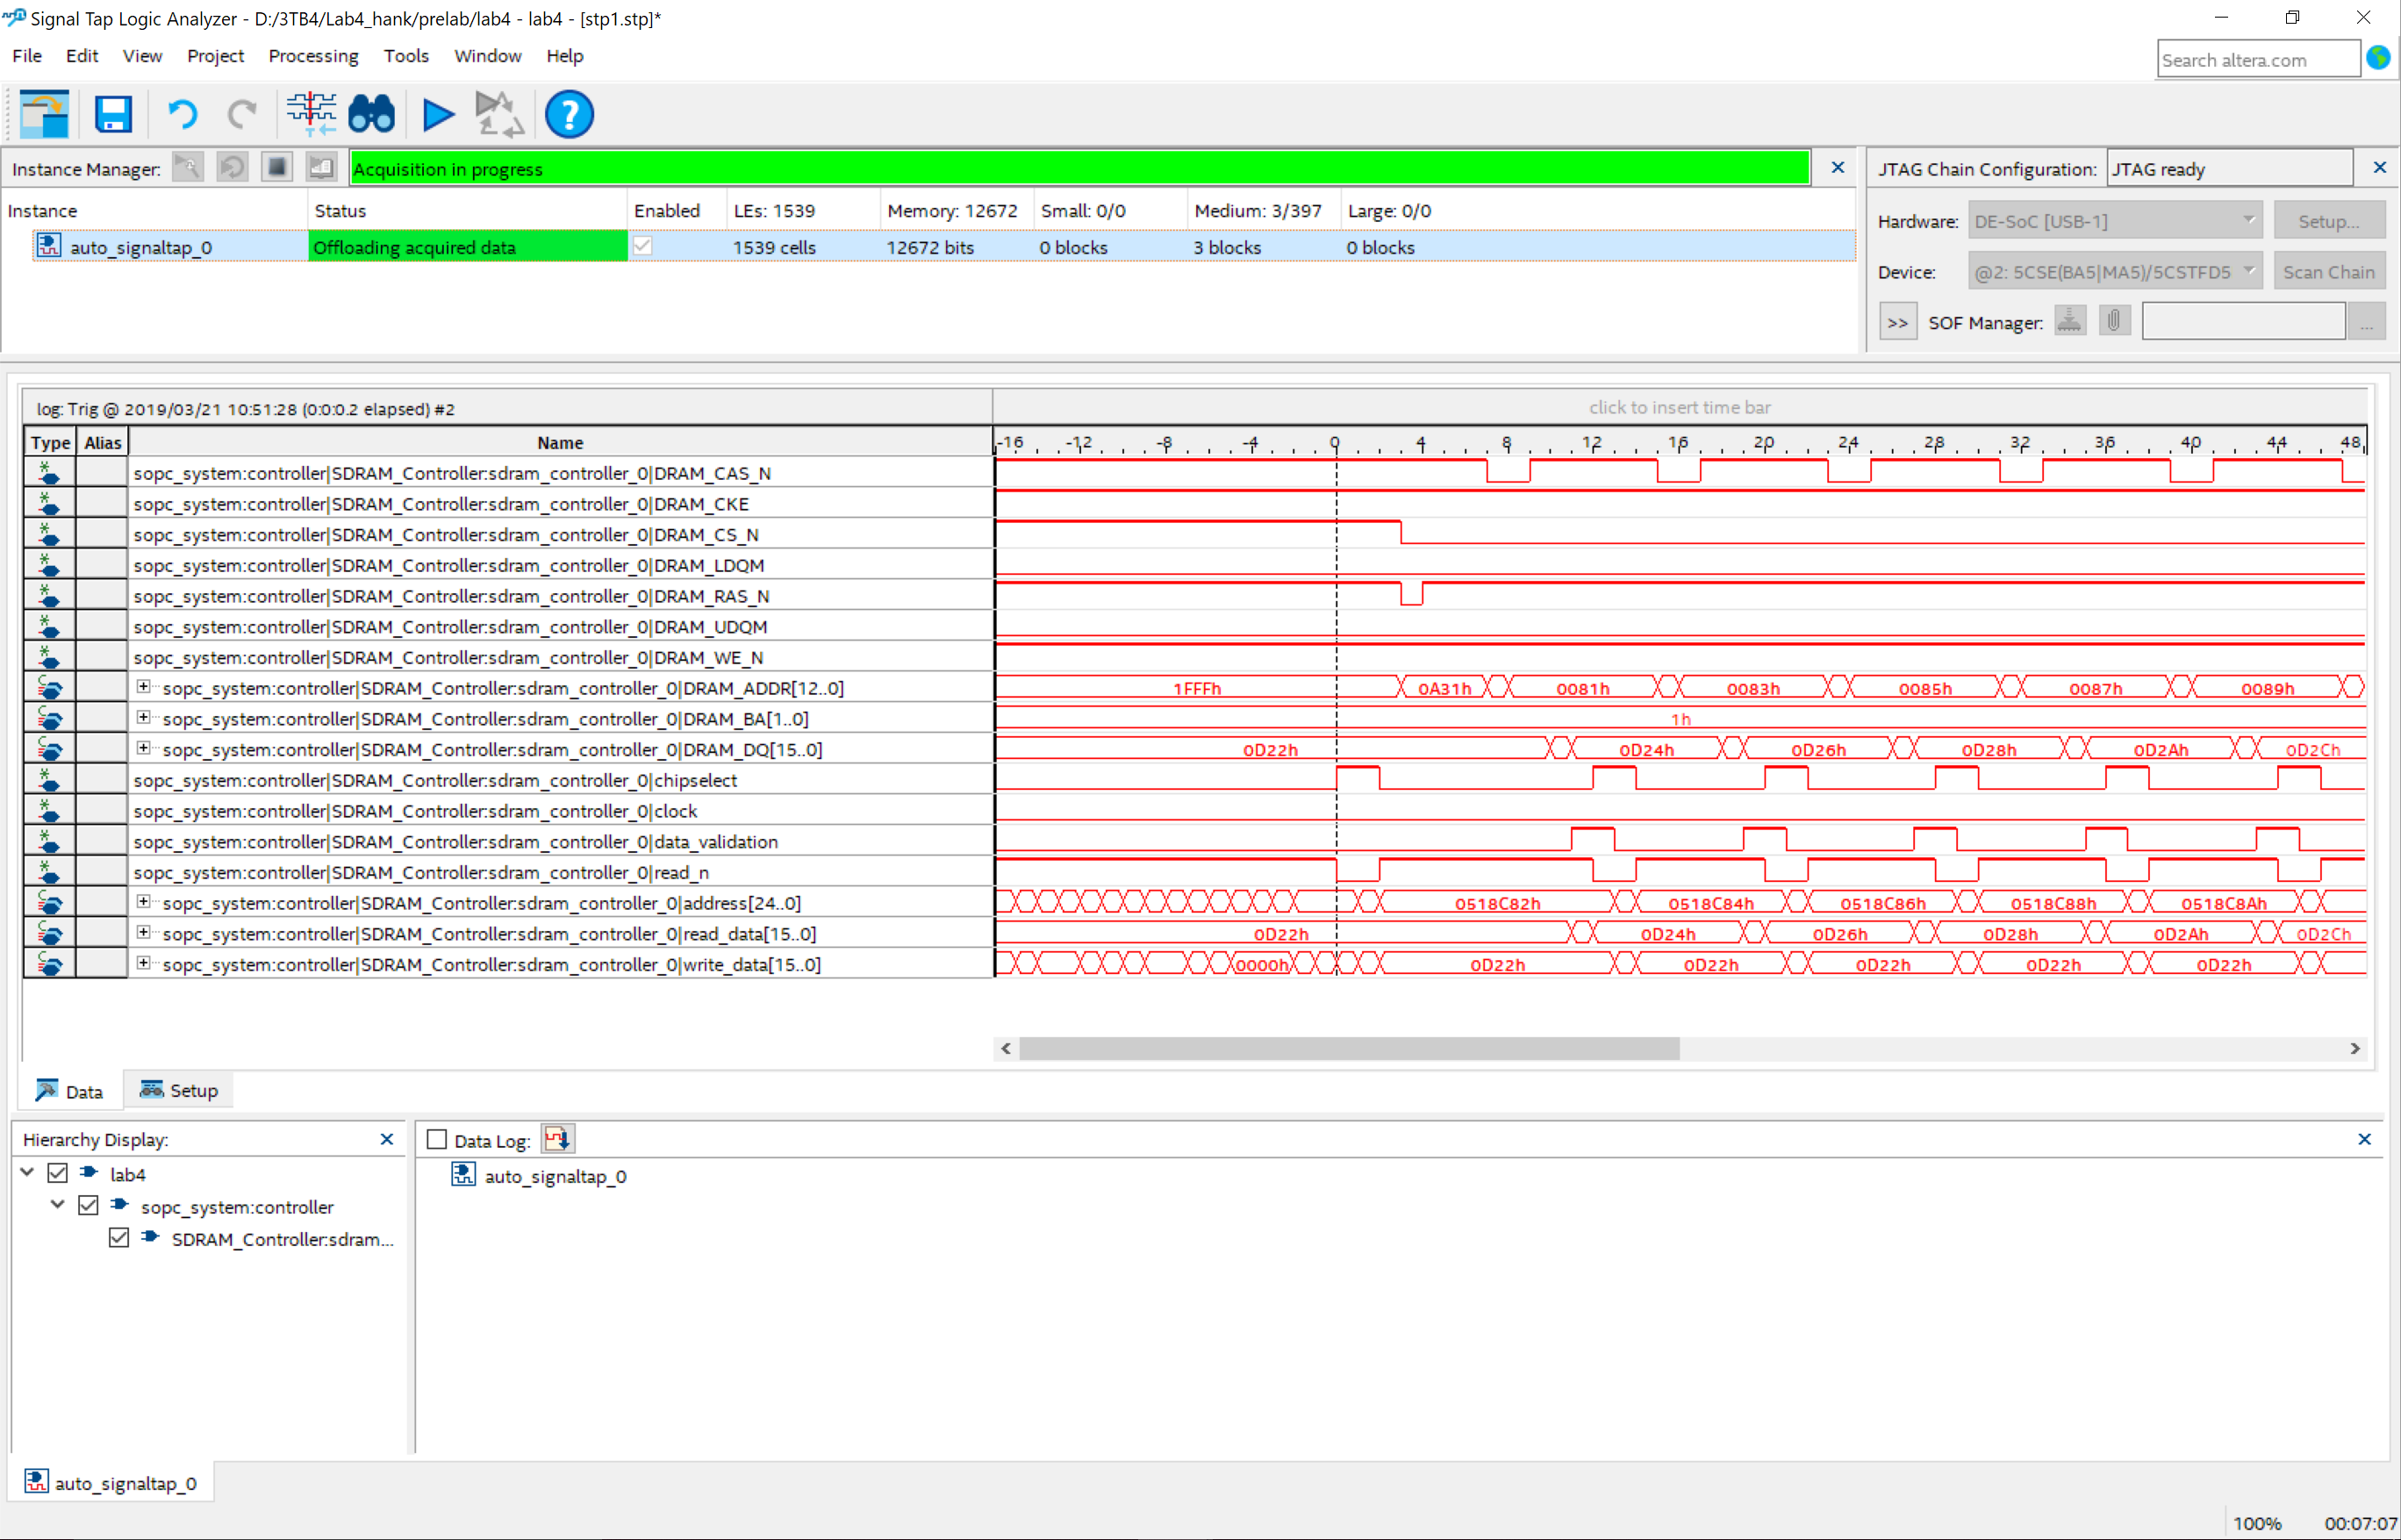 Signal Tap Logic Analyzer - D:/3TB4/Lab4_hank/prelab/lab4 - lab4 - [stp1.stp]*
File Edit View Project Processing Tools Window Help
Search altera.com
Instance Manager: Acquisition in progress
JTAG Chain Configuration: JTAG ready
Instance Status Enabled LEs: 1539 Memory: 12672 Small: 0/0 Medium: 3/397 Large: 0/0
auto_signaltap_0 Offloading acquired data 1539 cells 12672 bits 0 blocks 3 blocks 0 blocks
Hardware: DE-SoC [USB-1] Setup...
Device: @2: 5CSE(BA5|MA5)/5CSTFD5 Scan Chain
>> SOF Manager: ...
log: Trig @ 2019/03/21 10:51:28 (0:0:0.2 elapsed) #2
click to insert time bar
Type Alias Name -16 -12 -8 -4 0 4 8 12 16 20 24 28 32 36 40 44 48
sopc_system:controller|SDRAM_Controller:sdram_controller_0|DRAM_CAS_N
sopc_system:controller|SDRAM_Controller:sdram_controller_0|DRAM_CKE
sopc_system:controller|SDRAM_Controller:sdram_controller_0|DRAM_CS_N
sopc_system:controller|SDRAM_Controller:sdram_controller_0|DRAM_LDQM
sopc_system:controller|SDRAM_Controller:sdram_controller_0|DRAM_RAS_N
sopc_system:controller|SDRAM_Controller:sdram_controller_0|DRAM_UDQM
sopc_system:controller|SDRAM_Controller:sdram_controller_0|DRAM_WE_N
sopc_system:controller|SDRAM_Controller:sdram_controller_0|DRAM_ADDR[12..0] 1FFFh 0A31h 0081h 0083h 0085h 0087h 0089h
sopc_system:controller|SDRAM_Controller:sdram_controller_0|DRAM_BA[1..0] 1h
sopc_system:controller|SDRAM_Controller:sdram_controller_0|DRAM_DQ[15..0] 0D22h 0D24h 0D26h 0D28h 0D2Ah 0D2Ch
sopc_system:controller|SDRAM_Controller:sdram_controller_0|chipselect
sopc_system:controller|SDRAM_Controller:sdram_controller_0|clock
sopc_system:controller|SDRAM_Controller:sdram_controller_0|data_validation
sopc_system:controller|SDRAM_Controller:sdram_controller_0|read_n
sopc_system:controller|SDRAM_Controller:sdram_controller_0|address[24..0] 0518C82h 0518C84h 0518C86h 0518C88h 0518C8Ah
sopc_system:controller|SDRAM_Controller:sdram_controller_0|read_data[15..0] 0D22h 0D24h 0D26h 0D28h 0D2Ah 0D2Ch
sopc_system:controller|SDRAM_Controller:sdram_controller_0|write_data[15..0] 0000h 0D22h 0D22h 0D22h 0D22h 0D22h
Data Setup
Hierarchy Display:
lab4
sopc_system:controller
SDRAM_Controller:sdram...
Data Log:
auto_signaltap_0
auto_signaltap_0
100% 00:07:07